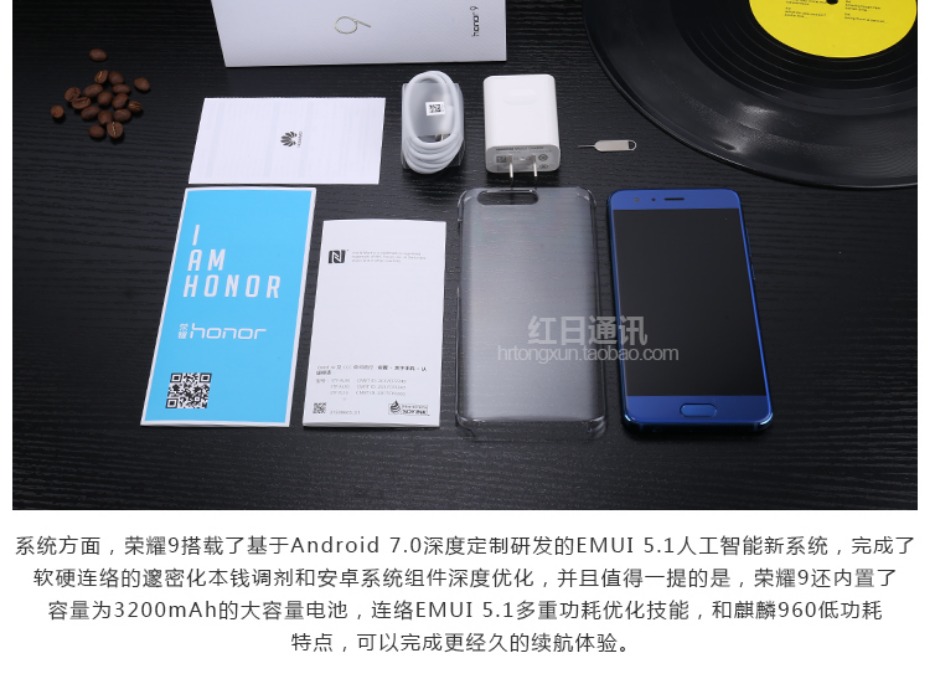 9
honor 9
HUAWEI
I
AM
HONOR
荣耀 honor
红日通讯
hrtongxun.taobao.com
SOY INK
系统方面，荣耀9搭载了基于Android 7.0深度定制研发的EMUI 5.1人工智能新系统，完成了
软硬连络的邃密化本钱调剂和安卓系统组件深度优化，并且值得一提的是，荣耀9还内置了
容量为3200mAh的大容量电池，连络EMUI 5.1多重功耗优化技能，和麒麟960低功耗
特点，可以完成更经久的续航体验。